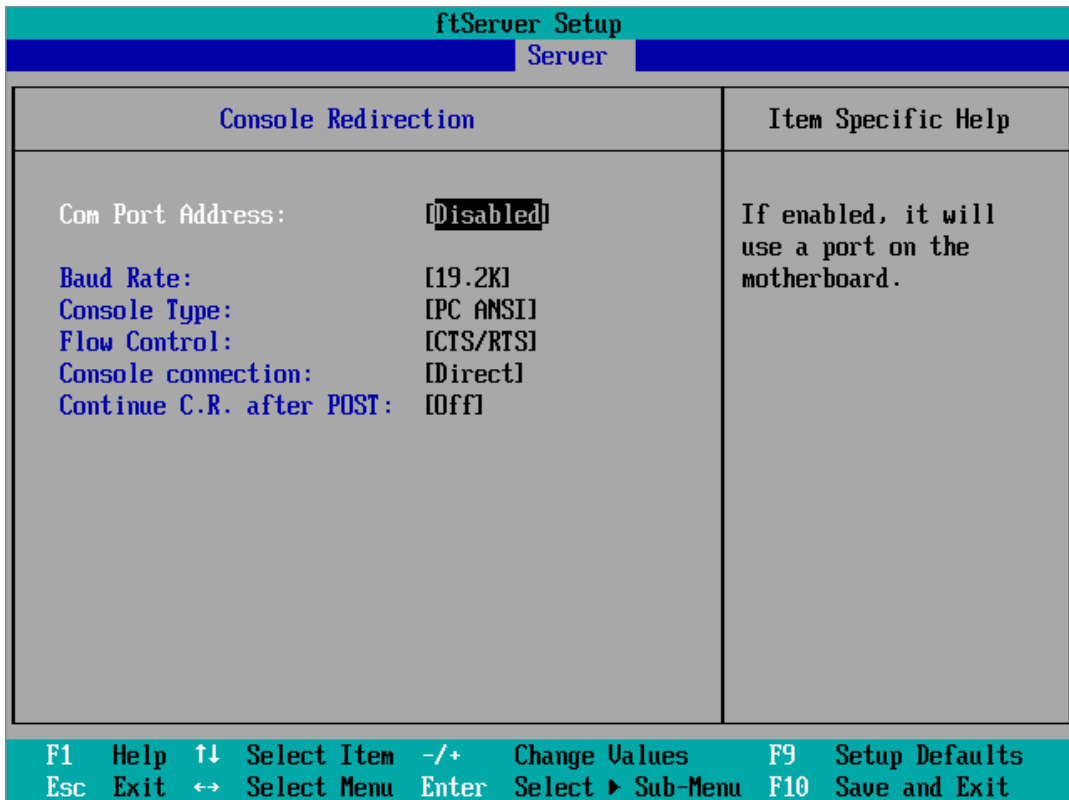 ftServer Setup
Server
Console Redirection
Item Specific Help
Com Port Address: [Disabled]
Baud Rate: [19.2K]
Console Type: [PC ANSI]
Flow Control: [CTS/RTS]
Console connection: [Direct]
Continue C.R. after POST: [Off]
If enabled, it will
use a port on the
motherboard.
F1 Help ↑↓ Select Item -/+ Change Values F9 Setup Defaults
Esc Exit ↔ Select Menu Enter Select ▶ Sub-Menu F10 Save and Exit